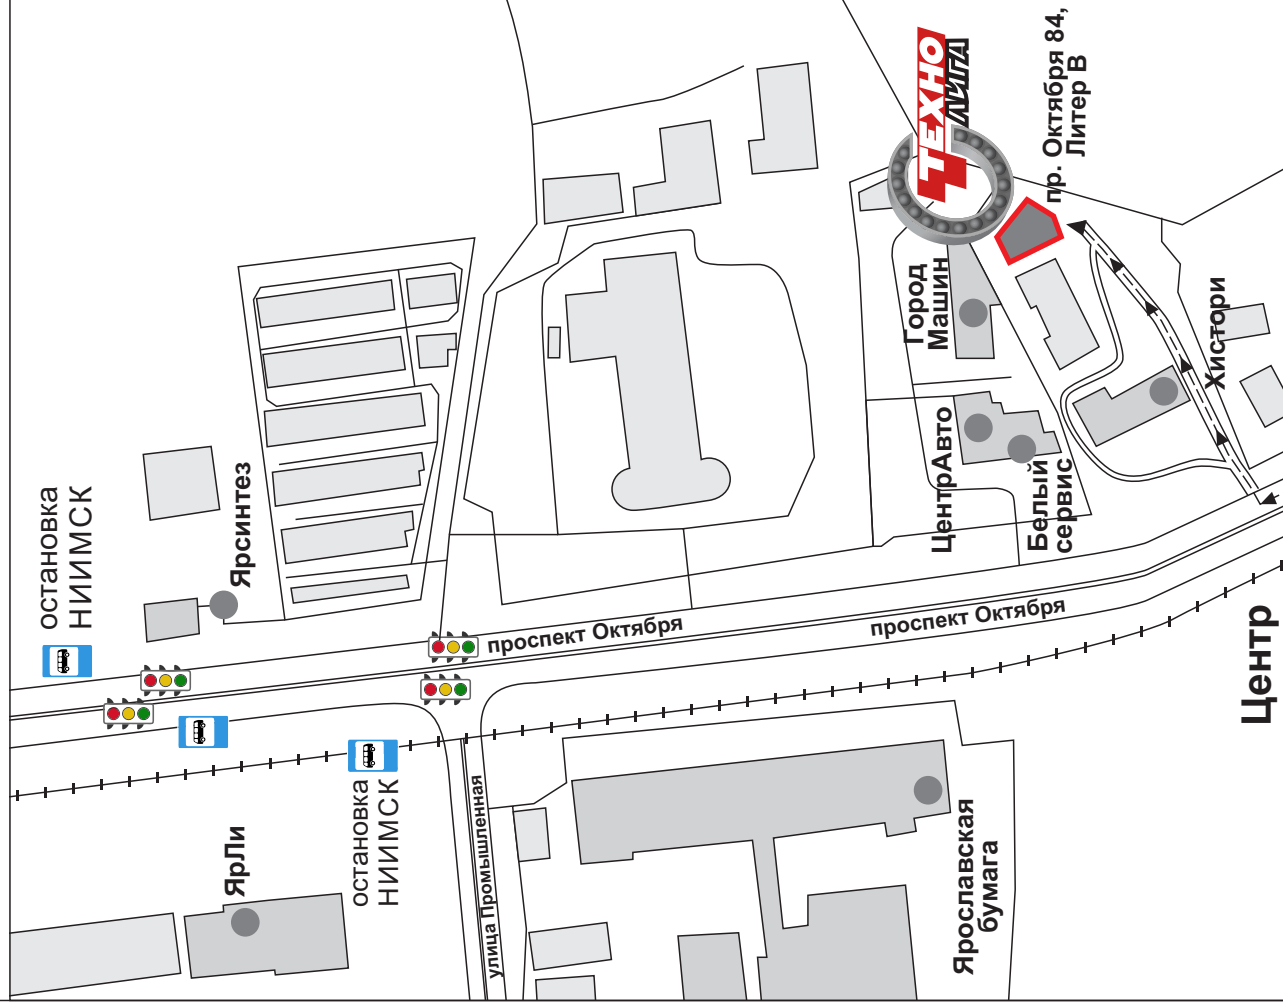 остановка
НИИМСК
Ярсинтез
остановка
НИИМСК
ЯрЛи
улица Промышленная
проспект Октября
проспект Октября
Ярославская
бумага
ЦентрАвто
Белый
сервис
Город
Машин
ТЕХНО
ЛИГА
пр. Октября 84,
Литер В
Хистори
Центр